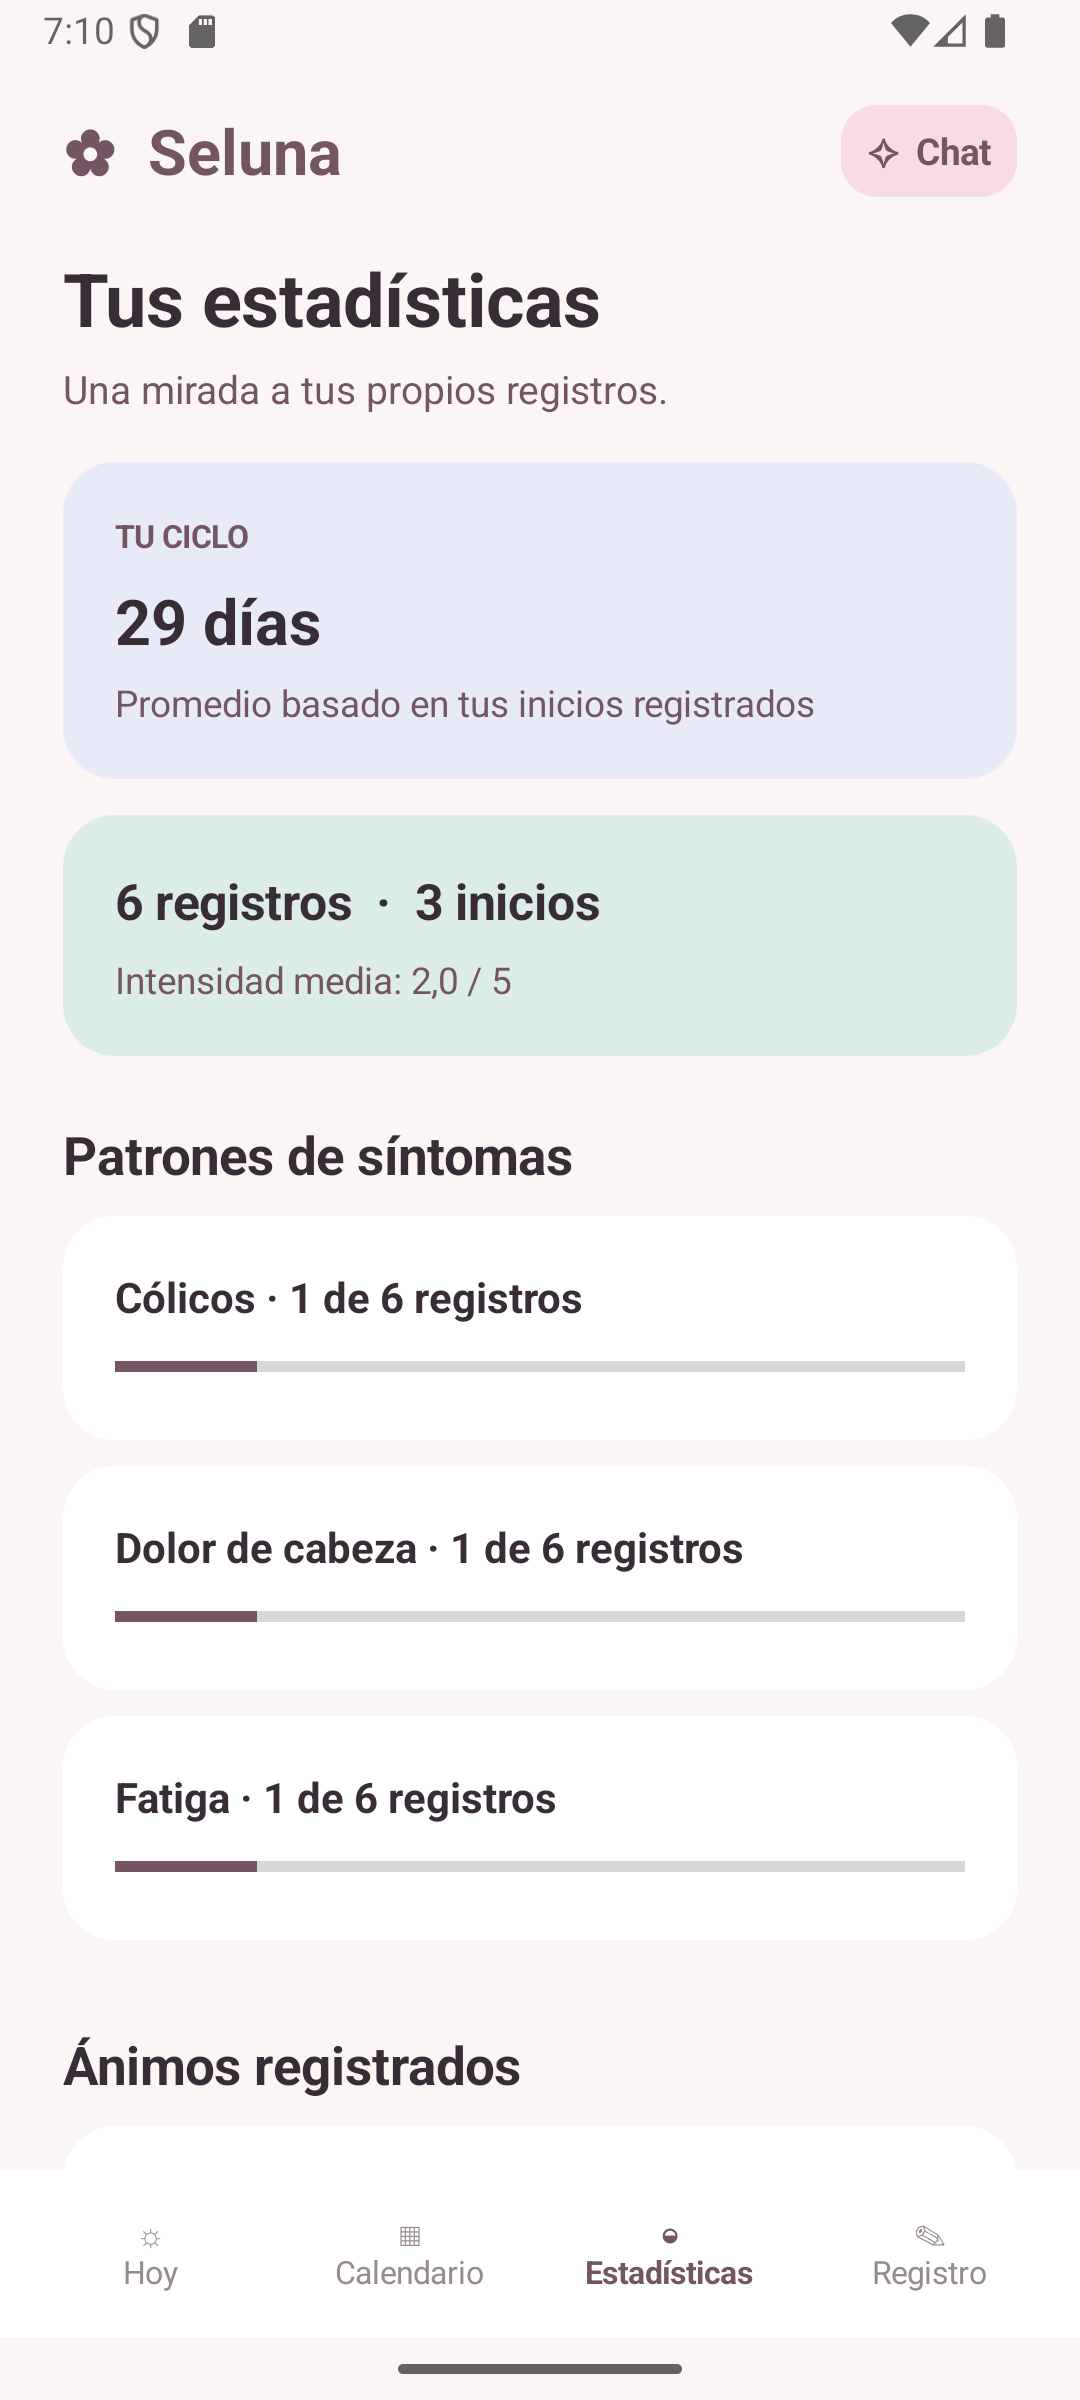 7:10
Seluna
Chat
Tus estadísticas
Una mirada a tus propios registros.
TU CICLO
29 días
Promedio basado en tus inicios registrados
6 registros · 3 inicios
Intensidad media: 2,0 / 5
Patrones de síntomas
Cólicos · 1 de 6 registros
Dolor de cabeza · 1 de 6 registros
Fatiga · 1 de 6 registros
Ánimos registrados
Hoy
Calendario
Estadísticas
Registro